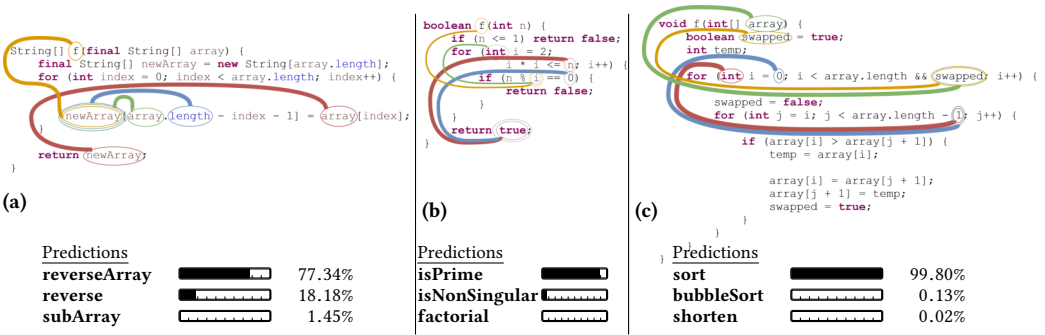 String[] f(final String[] array) {
final String[] newArray = new String[array.length];
for (int index = 0; index < array.length; index++) {
newArray[array.length - index - 1] = array[index];
}
return newArray;
}
(a)
Predictions
reverseArray 77.34%
reverse 18.18%
subArray 1.45%
boolean f(int n) {
if (n <= 1) return false;
for (int i = 2;
i * i <= n; i++) {
if (n % i == 0) {
return false;
}
}
return true;
}
(b)
Predictions
isPrime
isNonSingular
factorial
void f(int[] array) {
boolean swapped = true;
int temp;
for (int i = 0; i < array.length && swapped; i++) {
swapped = false;
for (int j = i; j < array.length - 1; j++) {
if (array[i] > array[j + 1]) {
temp = array[i];
array[i] = array[j + 1];
array[j + 1] = temp;
swapped = true;
}
}
}
}
(c)
Predictions
sort 99.80%
bubbleSort 0.13%
shorten 0.02%